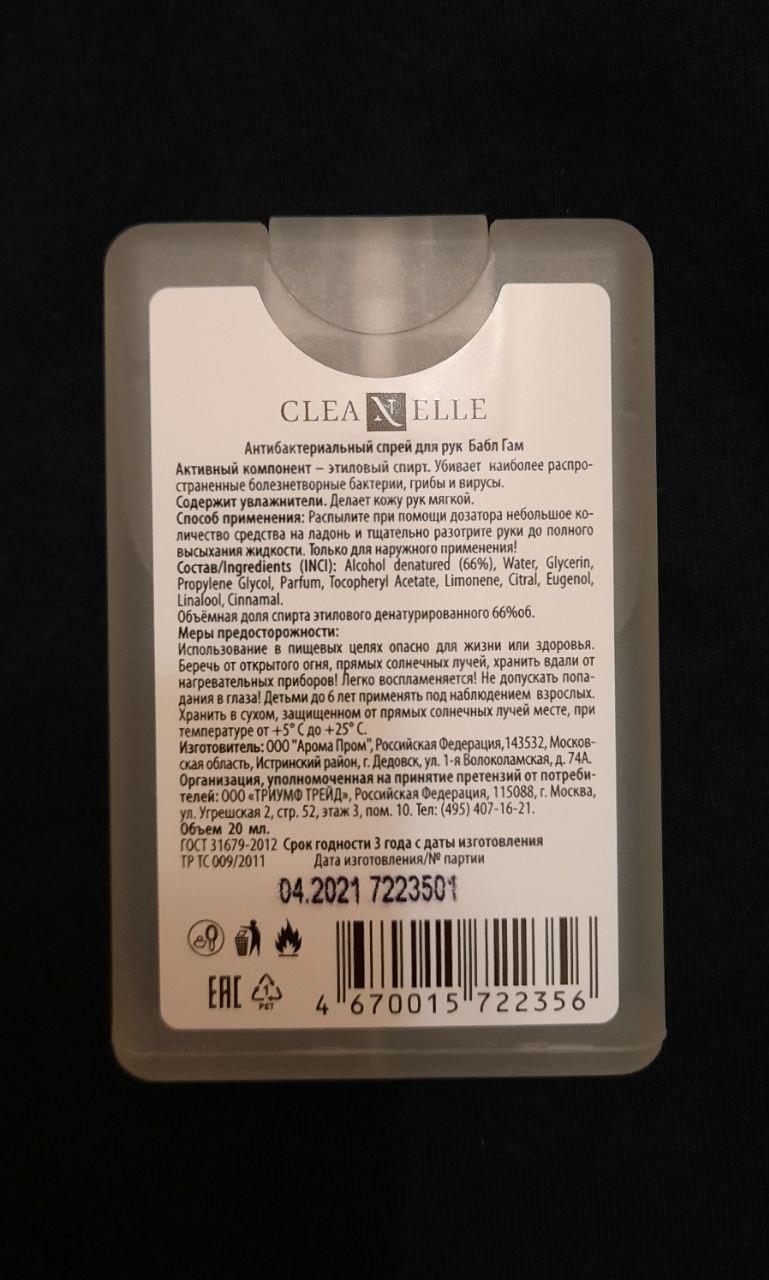 CLEANELLE
Антибактериальный спрей для рук Бабл Гам
Активный компонент – этиловый спирт. Убивает наиболее распро-
страненные болезнетворные бактерии, грибы и вирусы.
Содержит увлажнители. Делает кожу рук мягкой.
Способ применения: Распылите при помощи дозатора небольшое ко-
личество средства на ладонь и тщательно разотрите руки до полного
высыхания жидкости. Только для наружного применения!
Состав/Ingredients (INCI): Alcohol denatured (66%), Water, Glycerin,
Propylene Glycol, Parfum, Tocopheryl Acetate, Limonene, Citral, Eugenol,
Linalool, Cinnamal.
Объёмная доля спирта этилового денатурированного 66%об.
Меры предосторожности:
Использование в пищевых целях опасно для жизни или здоровья.
Беречь от открытого огня, прямых солнечных лучей, хранить вдали от
нагревательных приборов! Легко воспламеняется! Не допускать попа-
дания в глаза! Детьми до 6 лет применять под наблюдением взрослых.
Хранить в сухом, защищенном от прямых солнечных лучей месте, при
температуре от +5° С до +25° С.
Изготовитель: ООО "Арома Пром", Российская Федерация,143532, Москов-
ская область, Истринский район, г. Дедовск, ул. 1-я Волоколамская, д. 74А.
Организация, уполномоченная на принятие претензий от потреби-
телей: ООО «ТРИУМФ ТРЕЙД», Российская Федерация, 115088, г. Москва,
ул. Угрешская 2, стр. 52, этаж 3, пом. 10. Тел: (495) 407-16-21.
Объем 20 мл.
ГОСТ 31679-2012 Срок годности 3 года с даты изготовления
ТР ТС 009/2011 Дата изготовления/№ партии
04.2021 7223501
EAC 1 PET 4 670015 722356